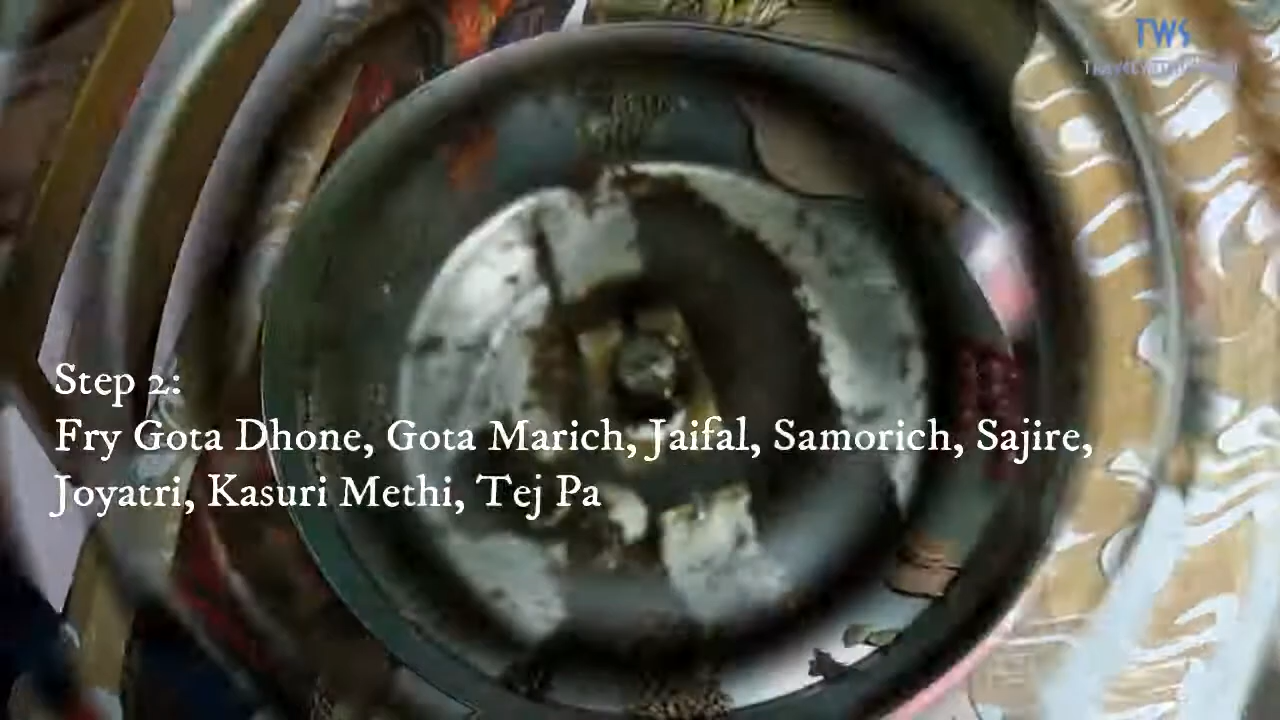 TWS
Step 2:
Fry Gota Dhone, Gota Marich, Jaifal, Samorich, Sajire,
Joyatri, Kasuri Methi, Tej Pa